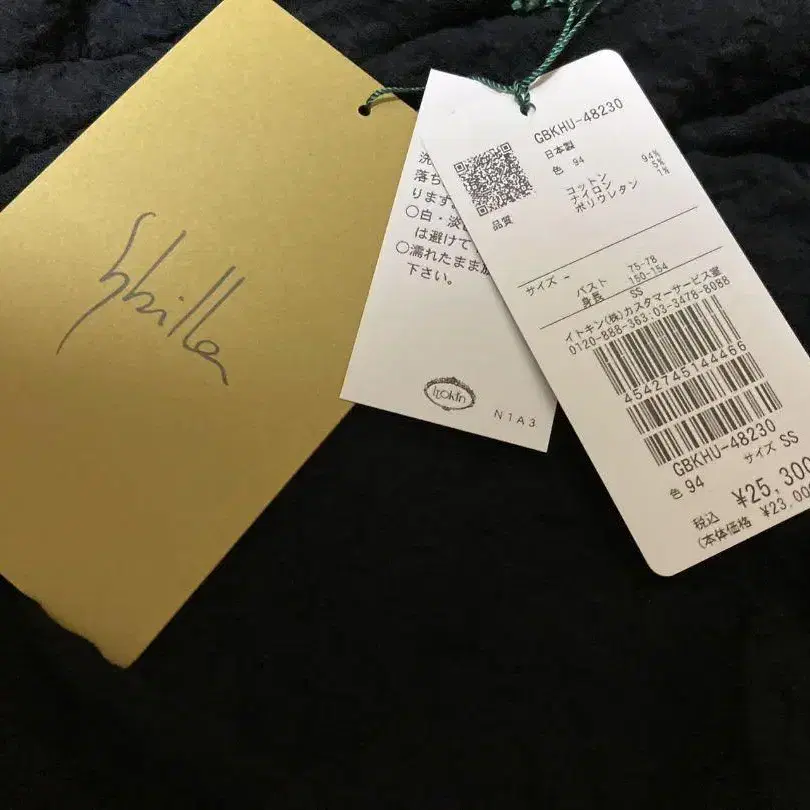 Sybilla
洗
落ち
ります
○白・淡
は避けて
○濡れたまま放
下さい。
Itokin
N1A3
GBKHU-48230
日本製
色 94
品質
コットン 94%
ナイロン 5%
ポリウレタン 1%
サイズ -
バスト 75-78
身長 150-154
SS
イトキン(株)カスタマーサービス室
0120-888-363:03-3478-8088
4542745144466
GBKHU-48230
色 94 サイズ SS
税込 ¥25,300
(本体価格 ¥23,000